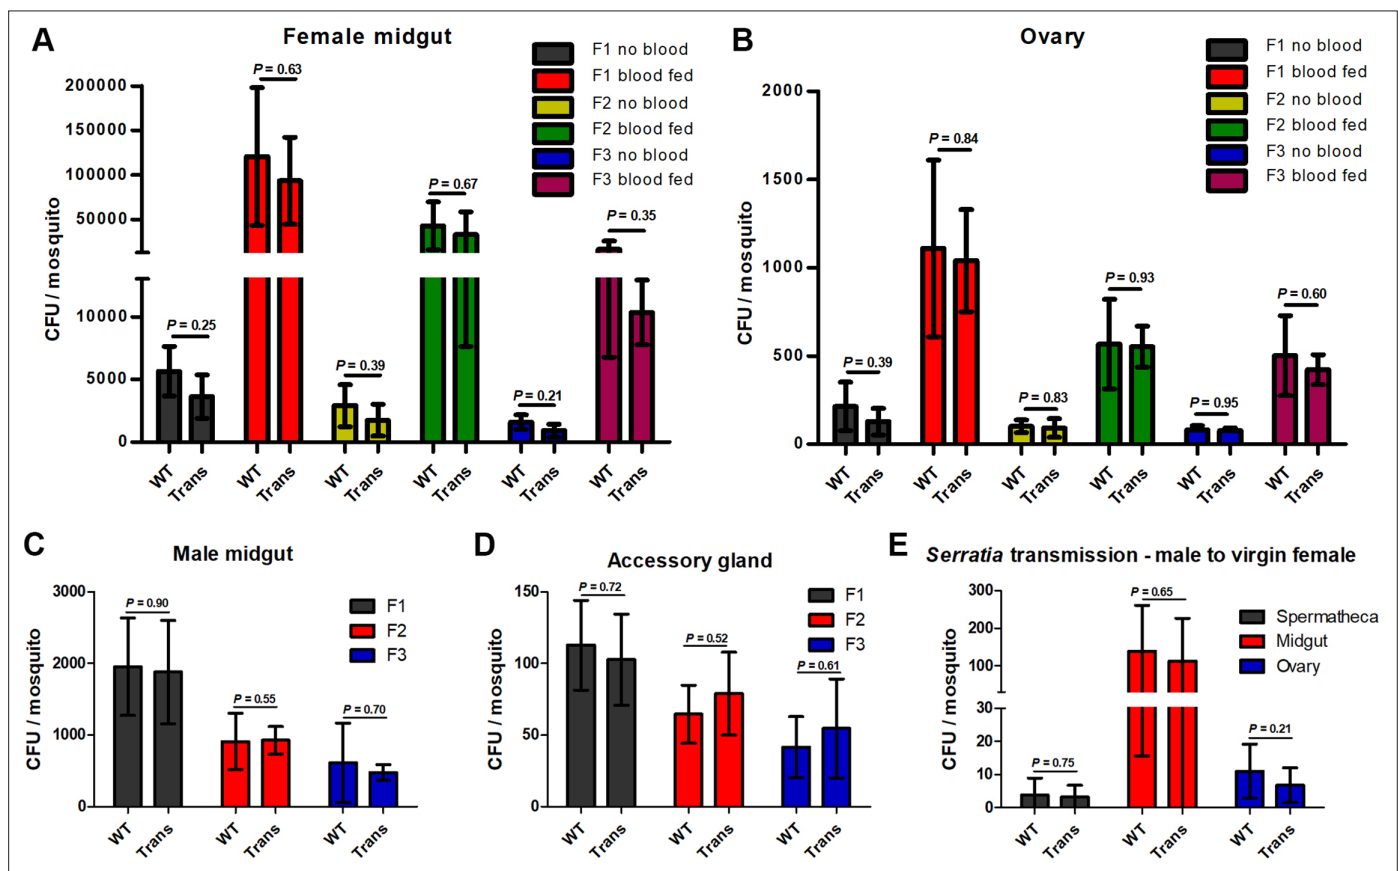 A
Female midgut
F1 no blood
F1 blood fed
F2 no blood
F2 blood fed
F3 no blood
F3 blood fed
CFU / mosquito
200000
150000
100000
50000
10000
5000
0
P = 0.25
P = 0.63
P = 0.39
P = 0.67
P = 0.21
P = 0.35
WT Trans WT Trans WT Trans WT Trans WT Trans WT Trans
B
Ovary
F1 no blood
F1 blood fed
F2 no blood
F2 blood fed
F3 no blood
F3 blood fed
CFU / mosquito
2000
1500
1000
500
0
P = 0.39
P = 0.84
P = 0.83
P = 0.93
P = 0.95
P = 0.60
WT Trans WT Trans WT Trans WT Trans WT Trans WT Trans
C
Male midgut
F1
F2
F3
CFU / mosquito
3000
2000
1000
0
P = 0.90
P = 0.55
P = 0.70
WT Trans WT Trans WT Trans
D
Accessory gland
F1
F2
F3
CFU / mosquito
150
100
50
0
P = 0.72
P = 0.52
P = 0.61
WT Trans WT Trans WT Trans
E
Serratia transmission - male to virgin female
Spermatheca
Midgut
Ovary
CFU / mosquito
300
200
100
30
20
10
0
P = 0.75
P = 0.65
P = 0.21
WT Trans WT Trans WT Trans